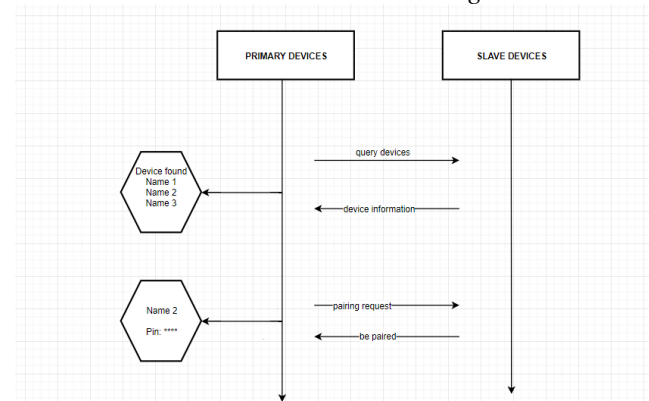 PRIMARY DEVICES
SLAVE DEVICES
query devices
Device found
Name 1
Name 2
Name 3
device information
pairing request
Name 2
Pin: ****
be paired